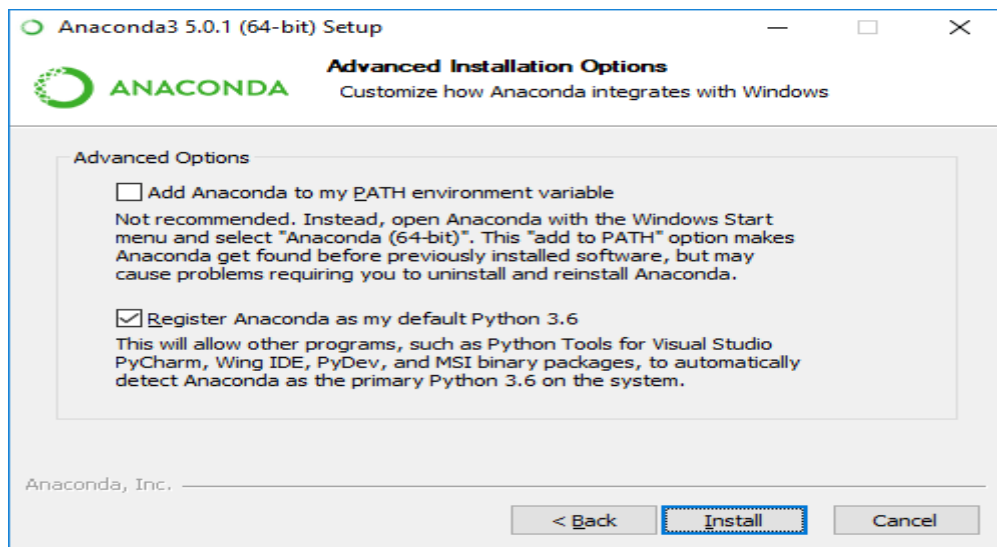 Anaconda3 5.0.1 (64-bit) Setup
ANACONDA
Advanced Installation Options
Customize how Anaconda integrates with Windows
Advanced Options
Add Anaconda to my PATH environment variable
Not recommended. Instead, open Anaconda with the Windows Start
menu and select "Anaconda (64-bit)". This "add to PATH" option makes
Anaconda get found before previously installed software, but may
cause problems requiring you to uninstall and reinstall Anaconda.
Register Anaconda as my default Python 3.6
This will allow other programs, such as Python Tools for Visual Studio
PyCharm, Wing IDE, PyDev, and MSI binary packages, to automatically
detect Anaconda as the primary Python 3.6 on the system.
Anaconda, Inc.
< Back
Install
Cancel